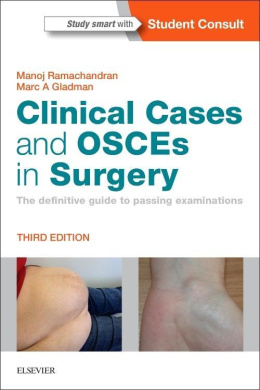 Study smart with Student Consult
Manoj Ramachandran
Marc A Gladman
Clinical Cases
and OSCEs
in Surgery
The definitive guide to passing examinations
THIRD EDITION
ELSEVIER